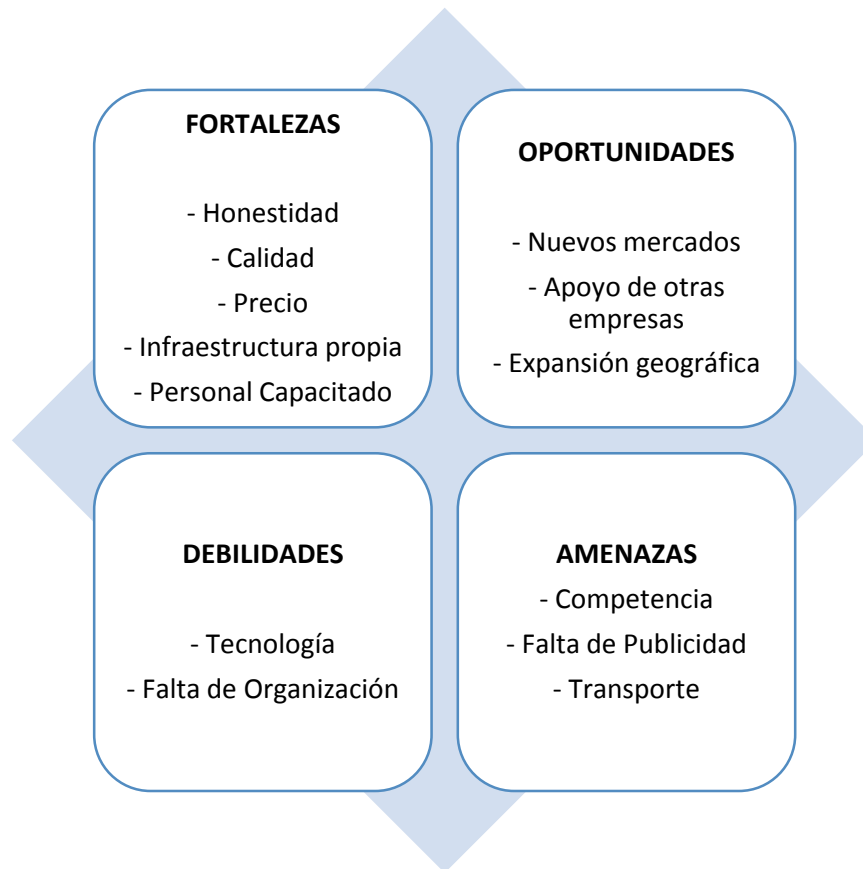 FORTALEZAS
- Honestidad
- Calidad
- Precio
- Infraestructura propia
- Personal Capacitado
OPORTUNIDADES
- Nuevos mercados
- Apoyo de otras
empresas
- Expansión geográfica
DEBILIDADES
- Tecnología
- Falta de Organización
AMENAZAS
- Competencia
- Falta de Publicidad
- Transporte